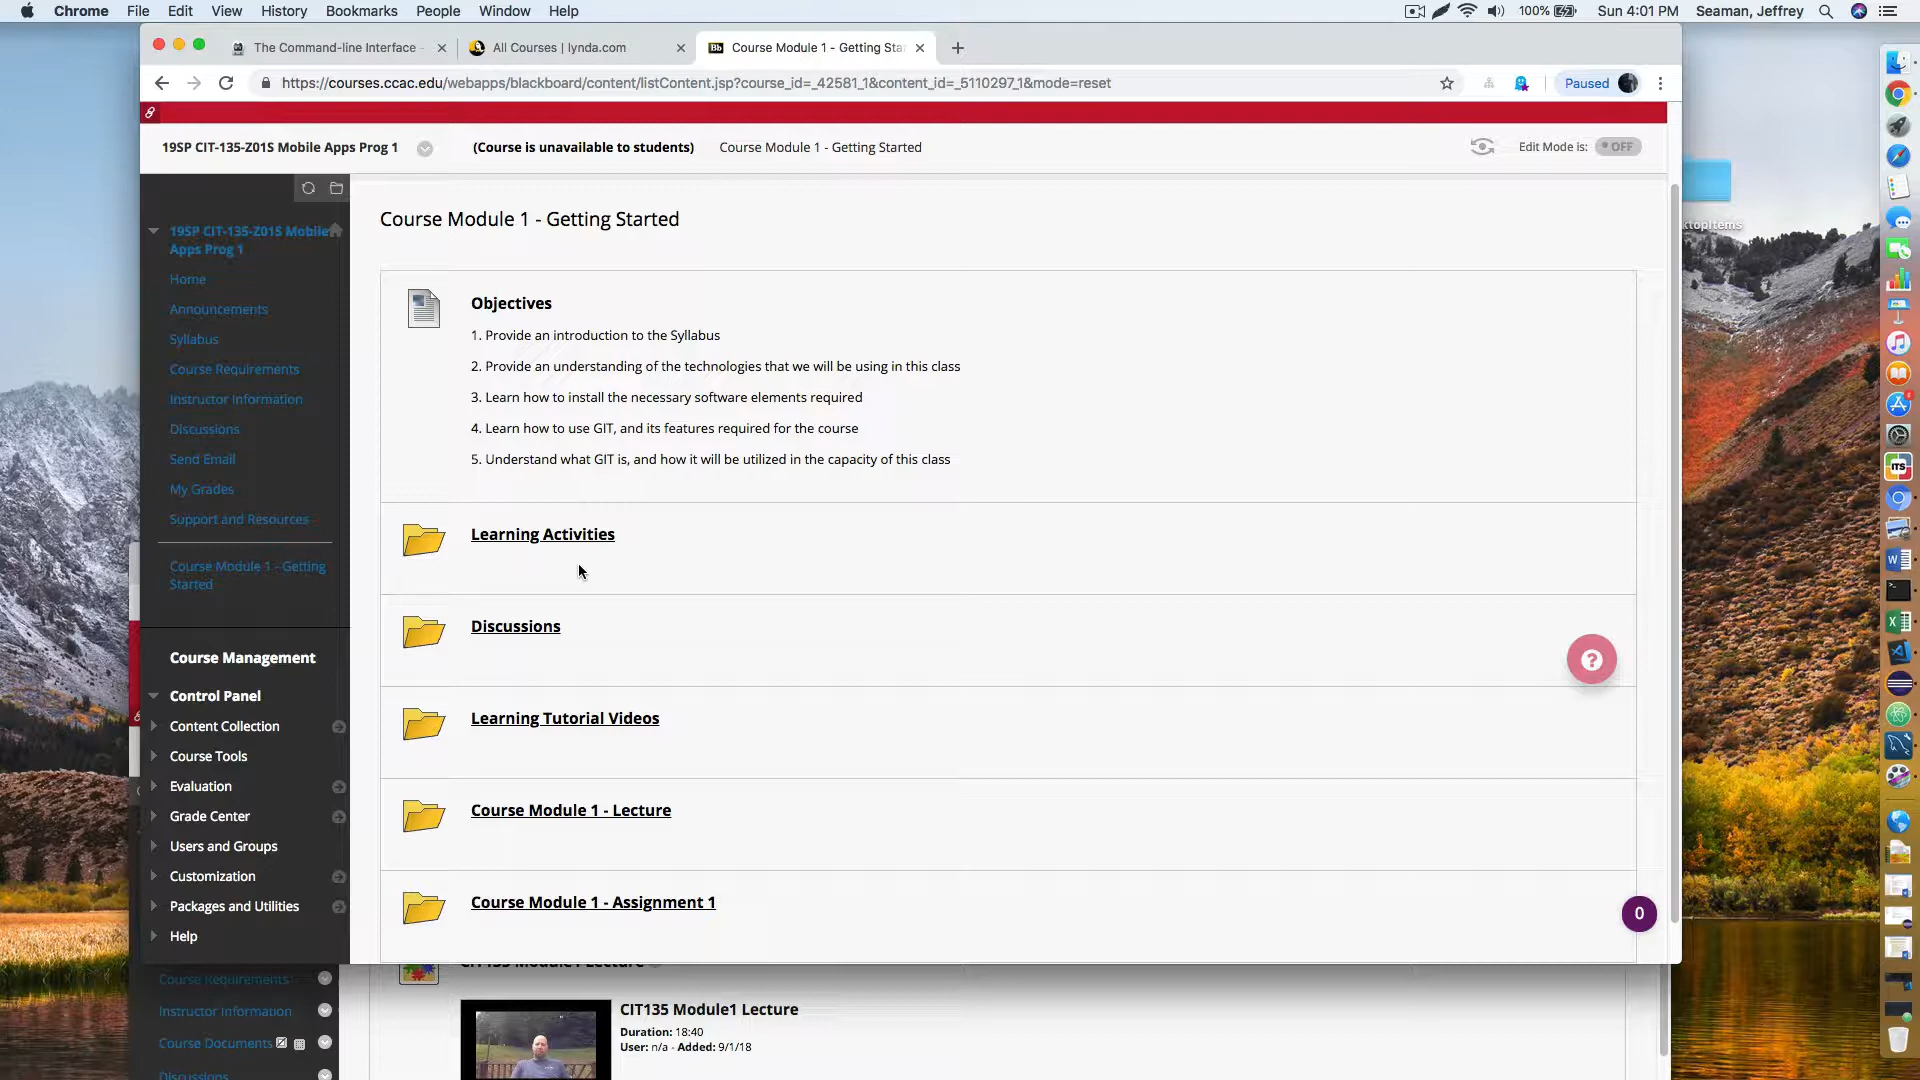 Chrome File Edit View History Bookmarks People Window Help 100% Sun 4:01 PM Seaman, Jeffrey
The Command-line Interface - All Courses | lynda.com Bb Course Module 1 - Getting Star
https://courses.ccac.edu/webapps/blackboard/content/listContent.jsp?course_id=_42581_1&content_id=_5110297_1&mode=reset Paused
19SP CIT-135-Z01S Mobile Apps Prog 1 (Course is unavailable to students) Course Module 1 - Getting Started Edit Mode is: OFF
19SP CIT-135-Z01S Mobile
Apps Prog 1
Home
Announcements
Syllabus
Course Requirements
Instructor Information
Discussions
Send Email
My Grades
Support and Resources
Course Module 1 - Getting
Started
Course Management
Control Panel
Content Collection
Course Tools
Evaluation
Grade Center
Users and Groups
Customization
Packages and Utilities
Help
Course Module 1 - Getting Started
Objectives
1. Provide an introduction to the Syllabus
2. Provide an understanding of the technologies that we will be using in this class
3. Learn how to install the necessary software elements required
4. Learn how to use GIT, and its features required for the course
5. Understand what GIT is, and how it will be utilized in the capacity of this class
Learning Activities
Discussions
Learning Tutorial Videos
Course Module 1 - Lecture
Course Module 1 - Assignment 1
?
0
ktopItems
ITS
Course Requirements
Instructor Information
Course Documents
Discussions
CIT135 Module1 Lecture
CIT135 Module1 Lecture
Duration: 18:40
User: n/a - Added: 9/1/18